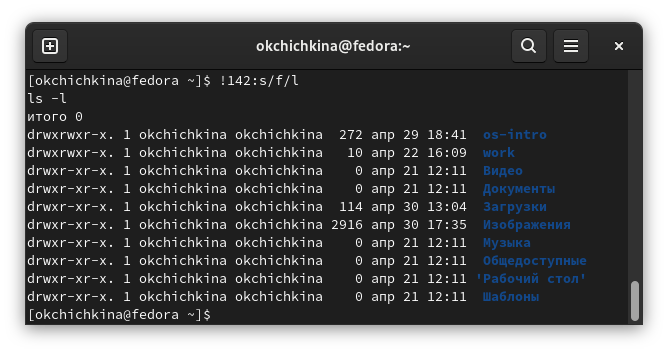 okchichkina@fedora:~
[okchichkina@fedora ~]$ !142:s/f/l
ls -l
итого 0
drwxrwxr-x. 1 okchichkina okchichkina  272 апр 29 18:41  os-intro
drwxrwxr-x. 1 okchichkina okchichkina   10 апр 22 16:09  work
drwxr-xr-x. 1 okchichkina okchichkina    0 апр 21 12:11  Видео
drwxr-xr-x. 1 okchichkina okchichkina    0 апр 21 12:11  Документы
drwxr-xr-x. 1 okchichkina okchichkina  114 апр 30 13:04  Загрузки
drwxr-xr-x. 1 okchichkina okchichkina 2916 апр 30 17:35  Изображения
drwxr-xr-x. 1 okchichkina okchichkina    0 апр 21 12:11  Музыка
drwxr-xr-x. 1 okchichkina okchichkina    0 апр 21 12:11  Общедоступные
drwxr-xr-x. 1 okchichkina okchichkina    0 апр 21 12:11 'Рабочий стол'
drwxr-xr-x. 1 okchichkina okchichkina    0 апр 21 12:11  Шаблоны
[okchichkina@fedora ~]$